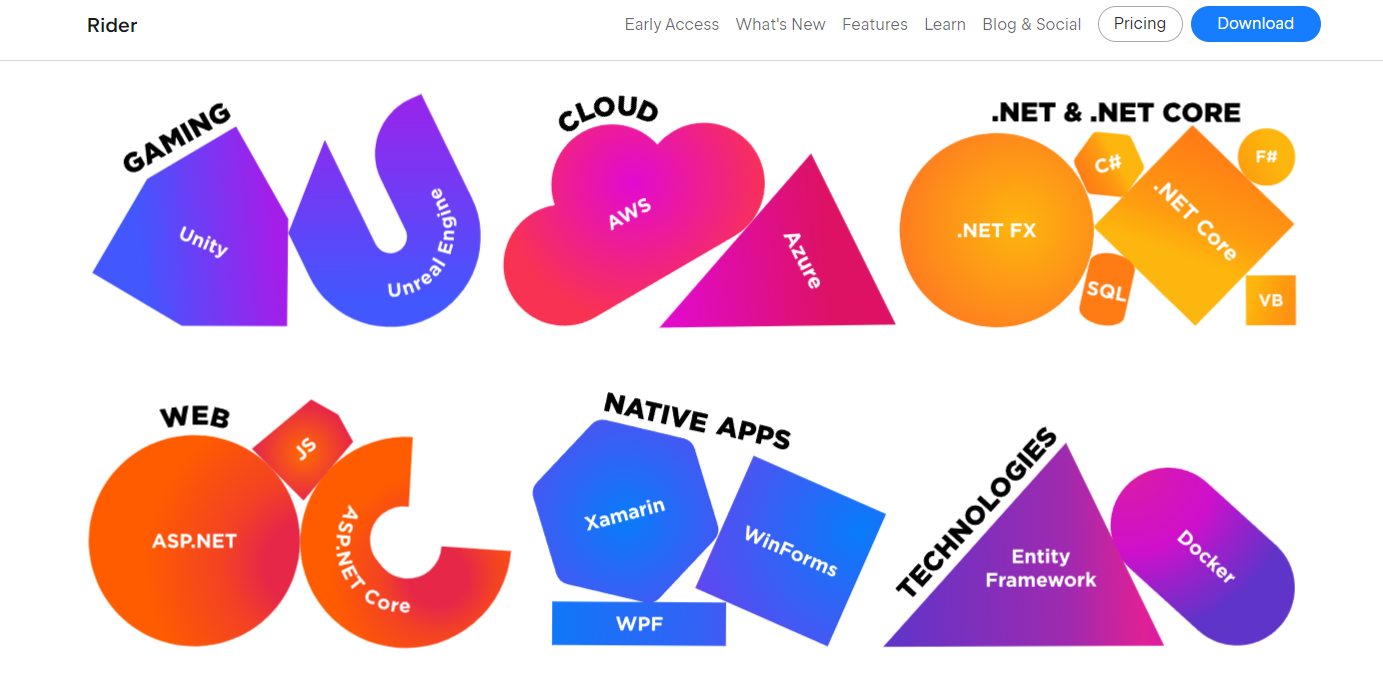 Rider
Early Access
What's New
Features
Learn
Blog & Social
Pricing
Download
GAMING
Unity
Unreal Engine
CLOUD
AWS
Azure
.NET & .NET CORE
.NET FX
C#
.NET Core
F#
SQL
VB
WEB
ASP.NET
JS
ASP.NET Core
NATIVE APPS
Xamarin
WinForms
WPF
TECHNOLOGIES
Entity
Framework
Docker